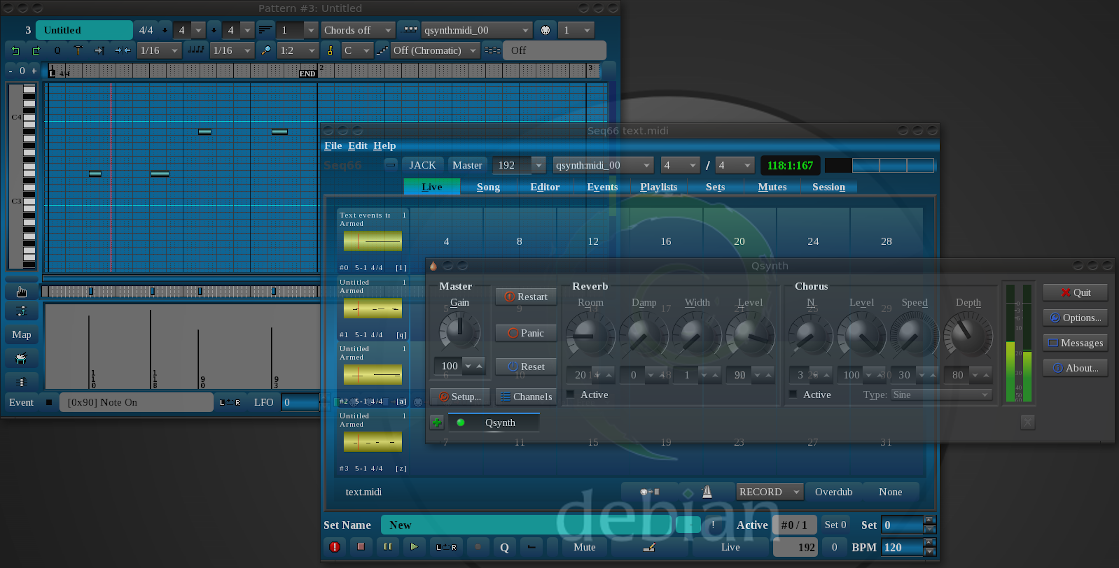 Pattern #3: Untitled
3 Untitled 4/4 4 4 1 Chords off qsynth:midi_00 1
0 1/16 1/16 1:2 C Off (Chromatic) Off
- 0 + L 4/4 END 2 3
C4
C3
Map
Event [0x90] Note On L R LFO 0
Seq66 text.midi
File Edit Help
Seq66 JACK Master 192 qsynth:midi_00 4 / 4 118:1:167
Live Song Editor Events Playlists Sets Mutes Session
Text events is 1
Armed
4 8 12 16 20 24 28
#0 5-1 4/4 [1]
Untitled 1
Armed
#1 5-1 4/4 [q]
Untitled 1
Armed
#2 5-1 4/4 [a]
Untitled 1
Armed
7 11 15 19 23 27 31
#3 5-1 4/4 [z]
text.midi RECORD Overdub None
Set Name New ! Active #0 / 1 Set 0 Set 0
L R Q Mute Live 192 0 BPM 120
Qsynth
Master Reverb Chorus
Gain Restart Room Damp Width Level N Level Speed Depth Quit
Panic Options...
100 Reset 20 0 1 90 3 100 30 80 Messages
Setup... Channels Active Active Type: Sine About...
Qsynth
debian